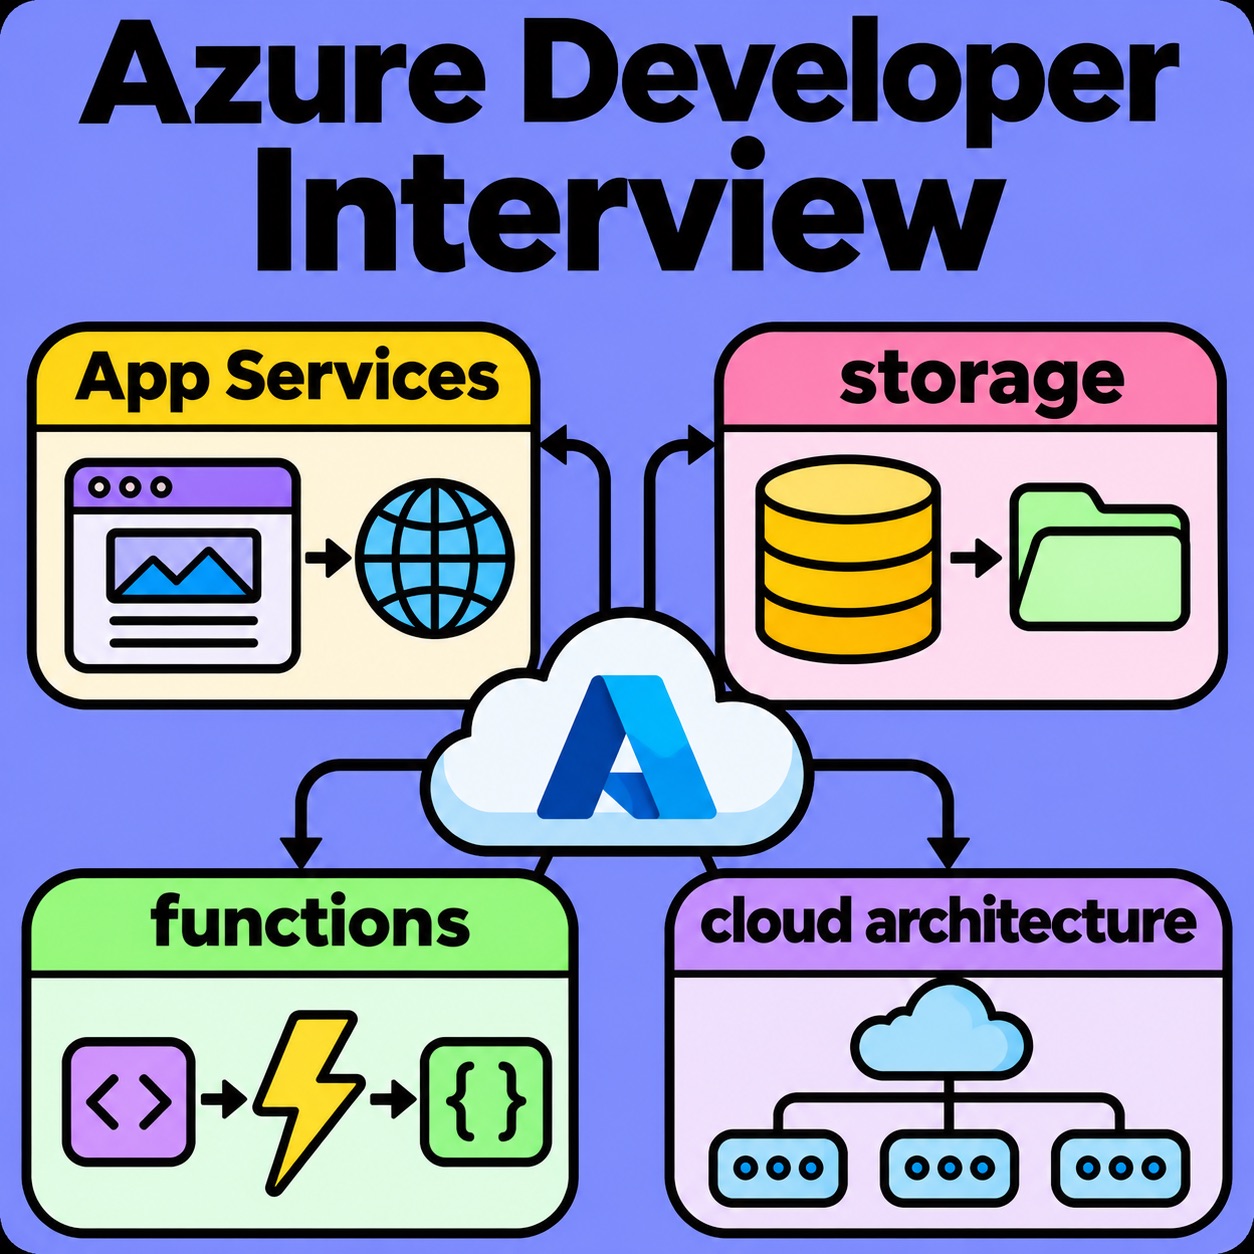 Azure Developer
Interview
App Services
storage
functions
< >
{ }
cloud architecture